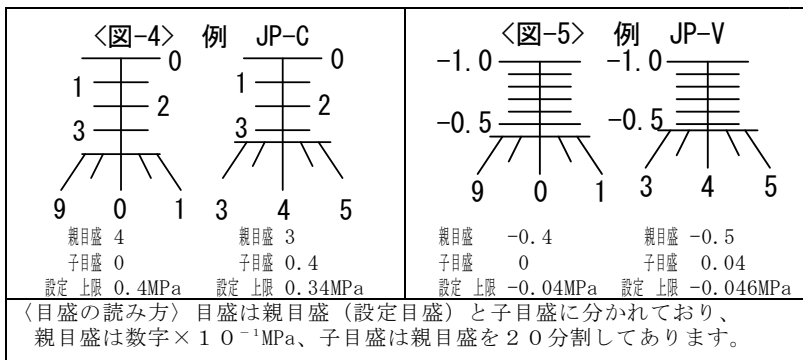 〈図-4〉 例 JP-C
0
1
2
3
9 0 1
0
1
2
3
3 4 5
親目盛 4 親目盛 3
子目盛 0 子目盛 0.4
設定 上限 0.4MPa 設定 上限 0.34MPa
〈図-5〉 例 JP-V
-1.0
-0.5
9 0 1
-1.0
-0.5
3 4 5
親目盛 -0.4 親目盛 -0.5
子目盛 0 子目盛 0.04
設定 上限 -0.04MPa 設定 上限 -0.046MPa
〈目盛の読み方〉目盛は親目盛（設定目盛）と子目盛に分かれており、
親目盛は数字×１０⁻¹MPa、子目盛は親目盛を２０分割してあります。